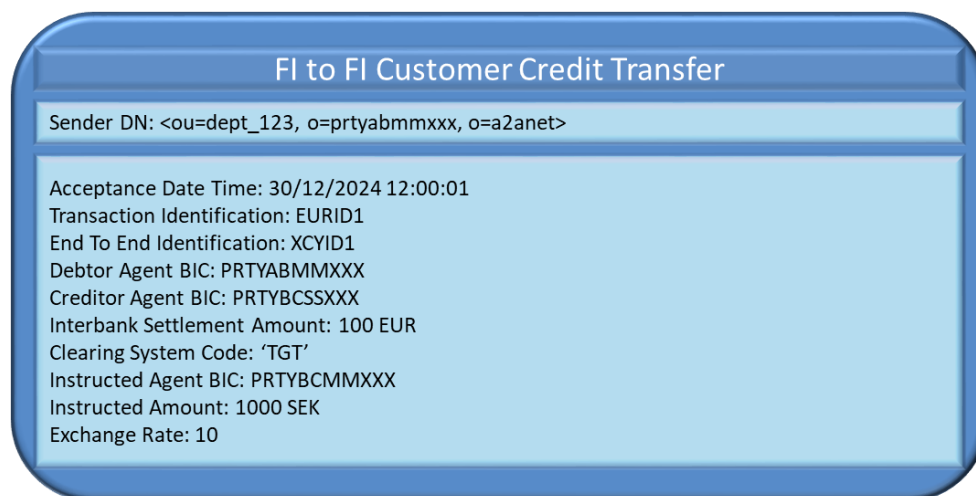 FI to FI Customer Credit Transfer
Sender DN: <ou=dept_123, o=prtyabmmxxx, o=a2anet>
Acceptance Date Time: 30/12/2024 12:00:01
Transaction Identification: EURID1
End To End Identification: XCYID1
Debtor Agent BIC: PRTYABMMXXX
Creditor Agent BIC: PRTYBCSSXXX
Interbank Settlement Amount: 100 EUR
Clearing System Code: ‘TGT’
Instructed Agent BIC: PRTYBCMMXXX
Instructed Amount: 1000 SEK
Exchange Rate: 10